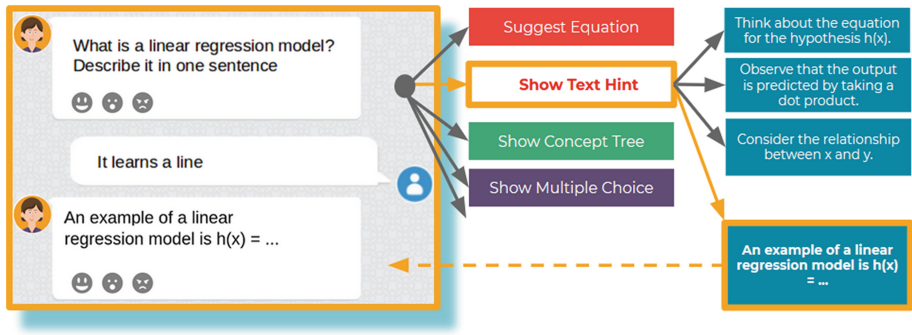 What is a linear regression model?
Describe it in one sentence
It learns a line
An example of a linear
regression model is h(x) = ...
Suggest Equation
Show Text Hint
Show Concept Tree
Show Multiple Choice
Think about the equation
for the hypothesis h(x).
Observe that the output
is predicted by taking a
dot product.
Consider the relationship
between x and y.
An example of a linear
regression model is h(x)
= ...